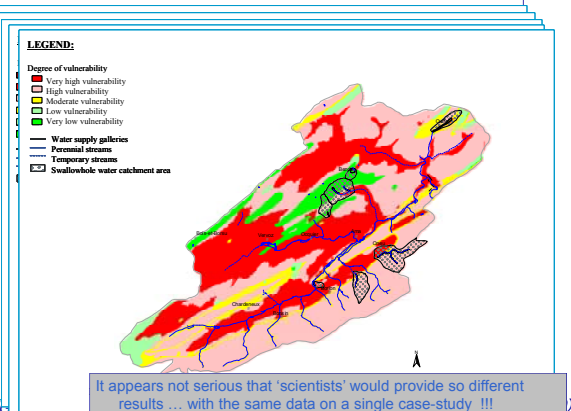 LEGEND:
Degree of vulnerability
Very high vulnerability
High vulnerability
Moderate vulnerability
Low vulnerability
Very low vulnerability
Water supply galleries
Perennial streams
Temporary streams
Swallowhole water catchment area
Chardeneux
N
It appears not serious that 'scientists' would provide so different
results … with the same data on a single case-study !!!